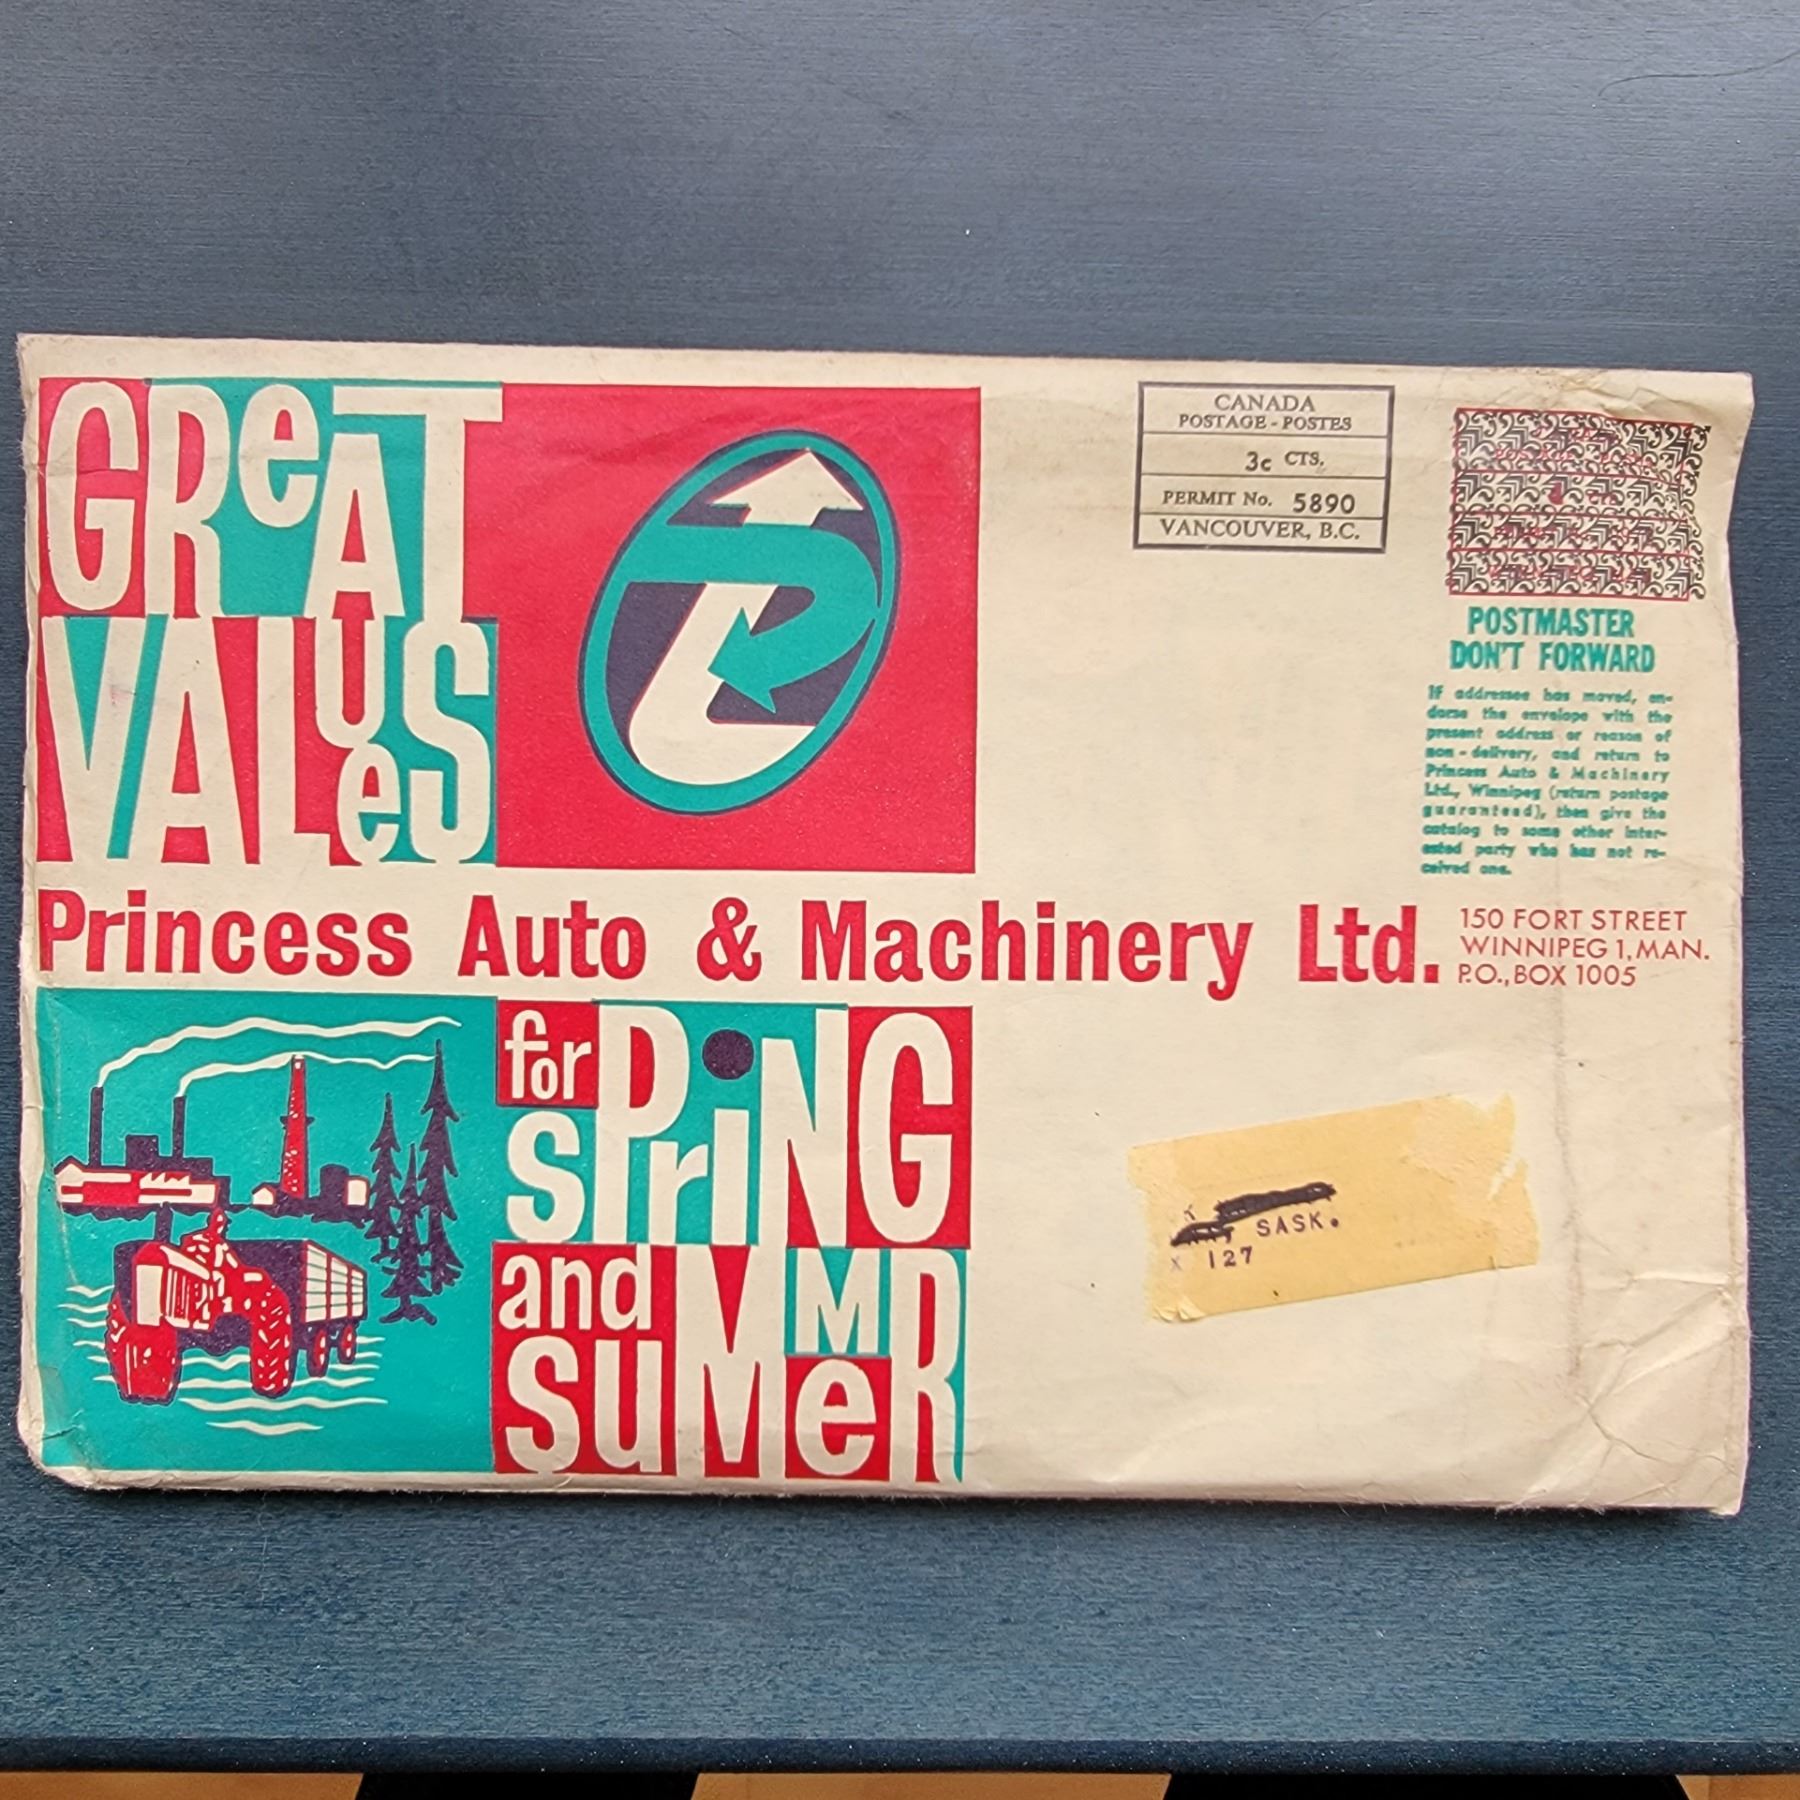 GReAT
VALUeS
CANADA
POSTAGE - POSTES
3c CTS.
PERMIT No. 5890
VANCOUVER, B.C.
POSTMASTER
DON'T FORWARD
If addressee has moved, en-
dorse the envelope with the
present address or reason of
non - delivery, and return to
Princess Auto & Machinery
Ltd., Winnipeg (return postage
guaranteed), then give the
catalog to some other inter-
ested party who has not re-
ceived one.
Princess Auto & Machinery Ltd.
150 FORT STREET
WINNIPEG 1, MAN.
P.O., BOX 1005
for
sPriNG
and
SuMMeR
SASK.
X 127